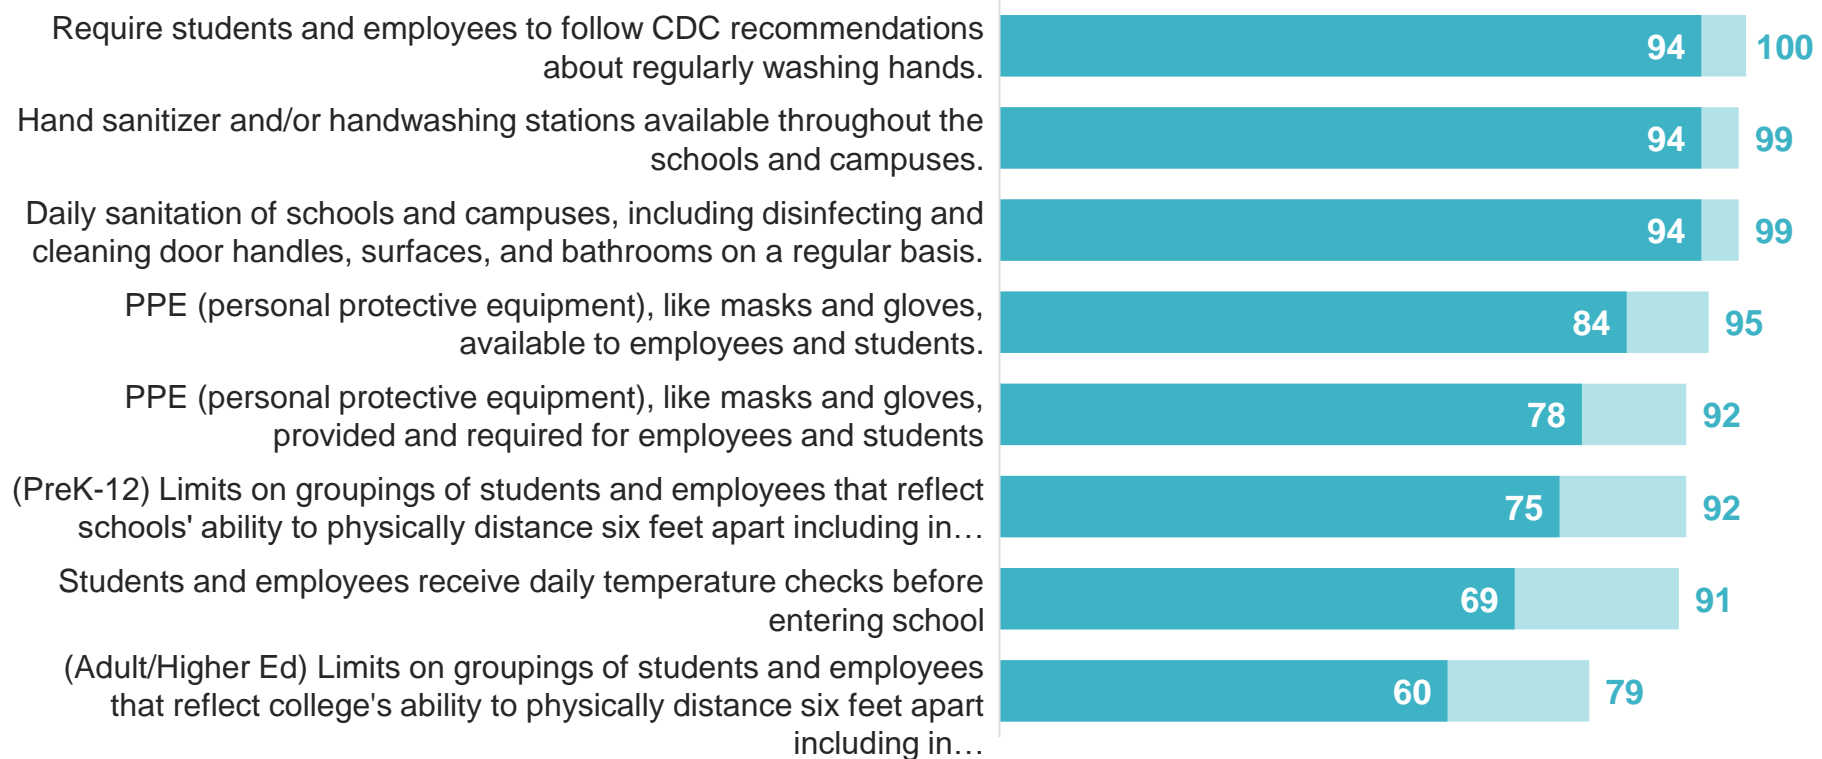 Require students and employees to follow CDC recommendations
about regularly washing hands.
94 100
Hand sanitizer and/or handwashing stations available throughout the
schools and campuses.
94 99
Daily sanitation of schools and campuses, including disinfecting and
cleaning door handles, surfaces, and bathrooms on a regular basis.
94 99
PPE (personal protective equipment), like masks and gloves,
available to employees and students.
84 95
PPE (personal protective equipment), like masks and gloves,
provided and required for employees and students
78 92
(PreK-12) Limits on groupings of students and employees that reflect
schools' ability to physically distance six feet apart including in…
75 92
Students and employees receive daily temperature checks before
entering school
69 91
(Adult/Higher Ed) Limits on groupings of students and employees
that reflect college's ability to physically distance six feet apart
including in…
60 79